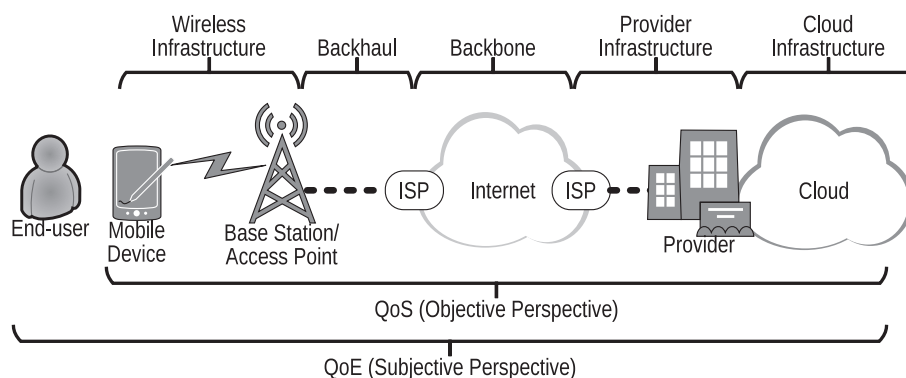 Wireless
Infrastructure
Backhaul
Backbone
Provider
Infrastructure
Cloud
Infrastructure
ISP
Internet
ISP
Cloud
End-user
Mobile
Device
Base Station/
Access Point
Provider
QoS (Objective Perspective)
QoE (Subjective Perspective)